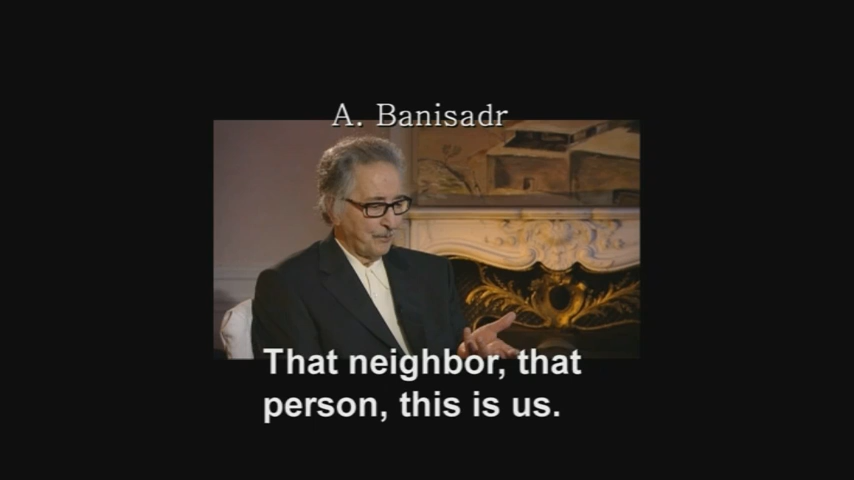 A. Banisadr
That neighbor, that
person, this is us.